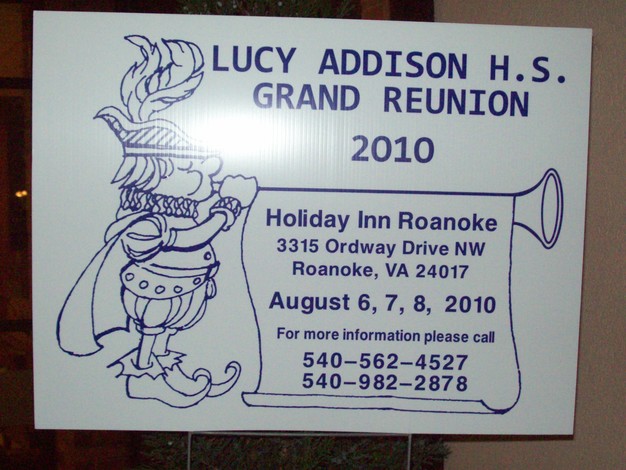 LUCY ADDISON H.S.
GRAND REUNION
2010
Holiday Inn Roanoke
3315 Ordway Drive NW
Roanoke, VA 24017
August 6, 7, 8, 2010
For more information please call
540-562-4527
540-982-2878